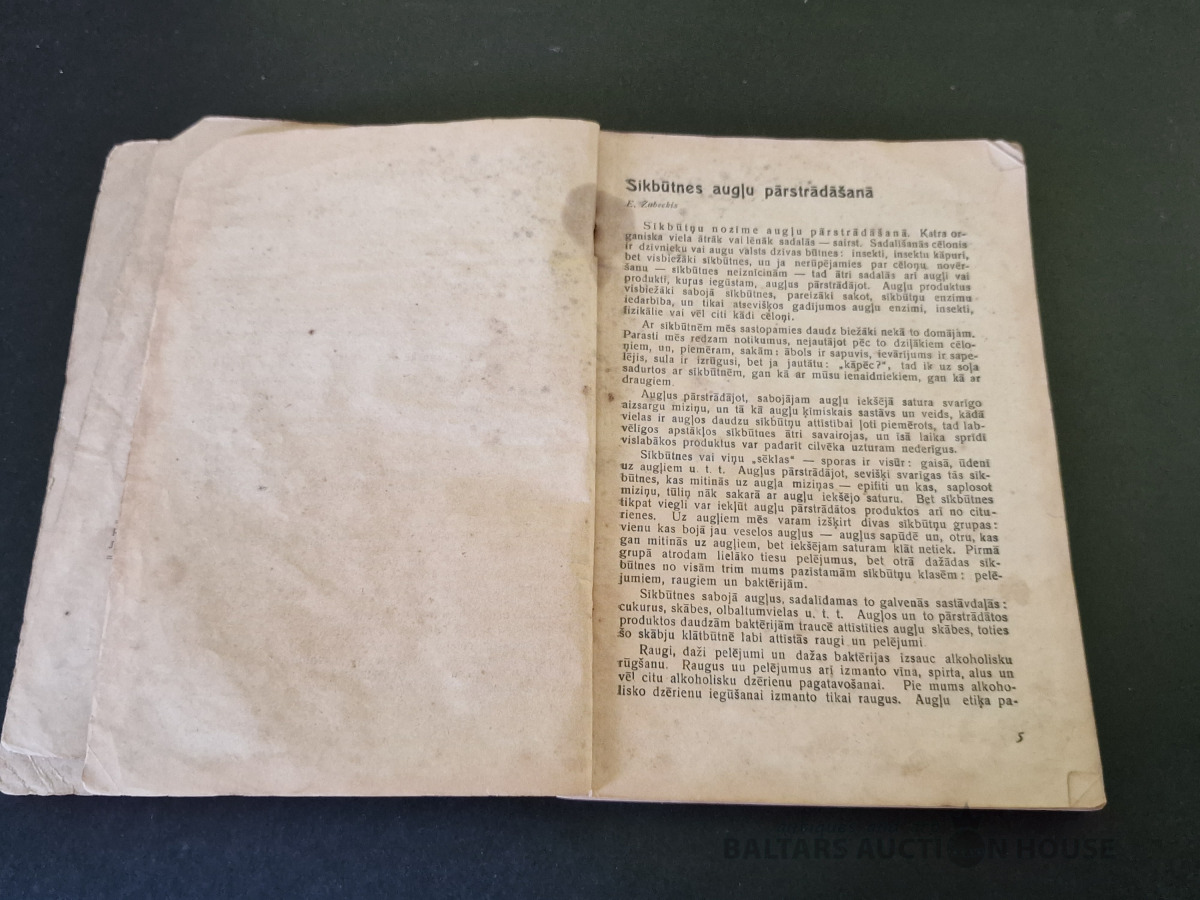 Sīkbūtnes augļu pārstrādāšanā
E. Zubeckis
Sīkbūtņu nozīme augļu pārstrādāšanā. Katra or-
ganiska viela ātrāk vai lēnāk sadalās — sairst. Sadalīšanās cēlonis
ir dzīvnieku vai augu valsts dzīvas būtnes: insekti, insektu kāpuri,
bet visbiežāki sīkbūtnes, un ja nerūpējamies par cēloņu novēr-
šanu — sīkbūtnes neiznīcinām — tad ātri sadalās arī augļi vai
produkti, kurus iegūstam, augļus pārstrādājot. Augļu produktus
visbiežāki sabojā sīkbūtnes, pareizāki sakot, sīkbūtņu enzimu
iedarbība, un tikai atsevišķos gadījumos augļu enzimi, insekti,
fizikālie vai vēl citi kādi cēloņi.
Ar sīkbūtnēm mēs sastopamies daudz biežāki nekā to domājam.
Parasti mēs redzam notikumus, nejautājot pēc to dziļākiem cēlo-
ņiem, un, piemēram, sakām: ābols ir sapuvis, ievārījums ir sape-
lējis, sula ir izrūgusi, bet ja jautātu: „kāpēc?", tad ik uz soļa
sadurtos ar sīkbūtnēm, gan kā ar mūsu ienaidniekiem, gan kā ar
draugiem.
Augļus pārstrādājot, sabojājam augļu iekšējā satura svarīgo
aizsargu miziņu, un tā kā augļu ķīmiskais sastāvs un veids, kādā
vielas ir augļos daudzu sīkbūtņu attīstībai ļoti piemērots, tad lab-
vēlīgos apstākļos sīkbūtnes ātri savairojas, un īsā laika sprīdī
vislabākos produktus var padarīt cilvēka uzturam nederīgus.
Sīkbūtnes vai viņu „sēklas" — sporas ir visur: gaisā, ūdenī
uz augļiem u. t. t. Augļus pārstrādājot, sevišķi svarīgas tās sīk-
būtnes, kas mitinās uz augļa miziņas — epifiti un kas, saplosot
miziņu, tūliņ nāk sakarā ar augļu iekšējo saturu. Bet sīkbūtnes
tikpat viegli var iekļūt augļu pārstrādātos produktos arī no citu-
rienes. Uz augļiem mēs varam izšķirt divas sīkbūtņu grupas:
vienu kas bojā jau veselos augļus — augļus sapūdē un, otru, kas
gan mitinās uz augļiem, bet iekšējam saturam klāt netiek. Pirmā
grupā atrodam lielāko tiesu pelējumus, bet otrā dažādas sīk-
būtnes no visām trim mums pazīstamām sīkbūtņu klasēm: pelē-
jumiem, raugiem un baktērijām.
Sīkbūtnes sabojā augļus, sadalīdamas to galvenās sastāvdaļas:
cukurus, skābes, olbaltumvielas u. t. t. Augļos un to pārstrādātos
produktos daudzām baktērijām traucē attīstīties augļu skābes, toties
šo skābju klātbūtnē labi attīstās raugi un pelējumi.
Raugi, daži pelējumi un dažas baktērijas izsauc alkoholisku
rūgšanu. Raugus uu pelējumus arī izmanto vīna, spirta, alus un
vēl citu alkoholisku dzērienu pagatavošanai. Pie mums alkoho-
lisko dzērienu iegūšanai izmanto tikai raugus. Augļu etiķa pa-
5
BALTARS AUCTION HOUSE